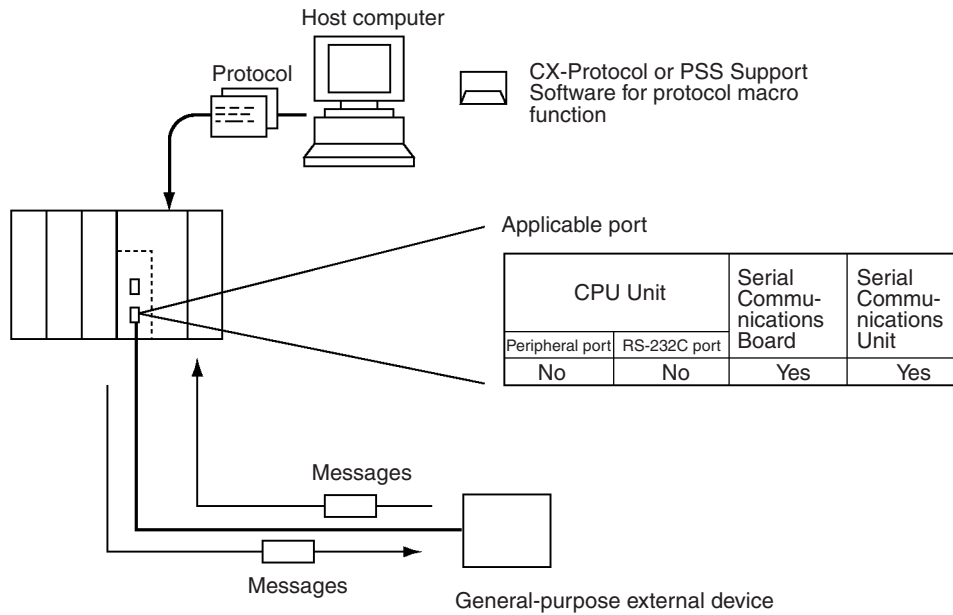 Host computer
Protocol
CX-Protocol or PSS Support
Software for protocol macro
function
Applicable port
CPU Unit
Serial
Commu-
nications
Board
Serial
Commu-
nications
Unit
Peripheral port
RS-232C port
No
No
Yes
Yes
Messages
Messages
General-purpose external device